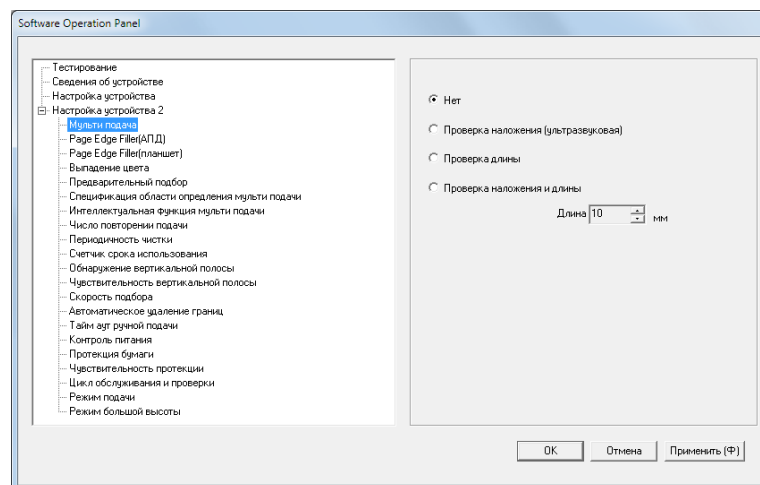 Software Operation Panel
Тестирование
Сведения об устройстве
Настройка устройства
Настройка устройства 2
Мульти подача
Page Edge Filler(АПД)
Page Edge Filler(планшет)
Выпадение цвета
Предварительный подбор
Спецификация области опредления мульти подачи
Интеллектуальная функция мульти подачи
Число повторении подачи
Периодичность чистки
Счетчик срока использования
Обнаружение вертикальной полосы
Чувствительность вертикальной полосы
Скорость подбора
Автоматическое удаление границ
Тайм аут ручной подачи
Контроль питания
Протекция бумаги
Чувствительность протекции
Цикл обслуживания и проверки
Режим подачи
Режим большой высоты
Нет
Проверка наложения (ультразвуковая)
Проверка длины
Проверка наложения и длины
Длина 10 мм
OK Отмена Применить (Ф)